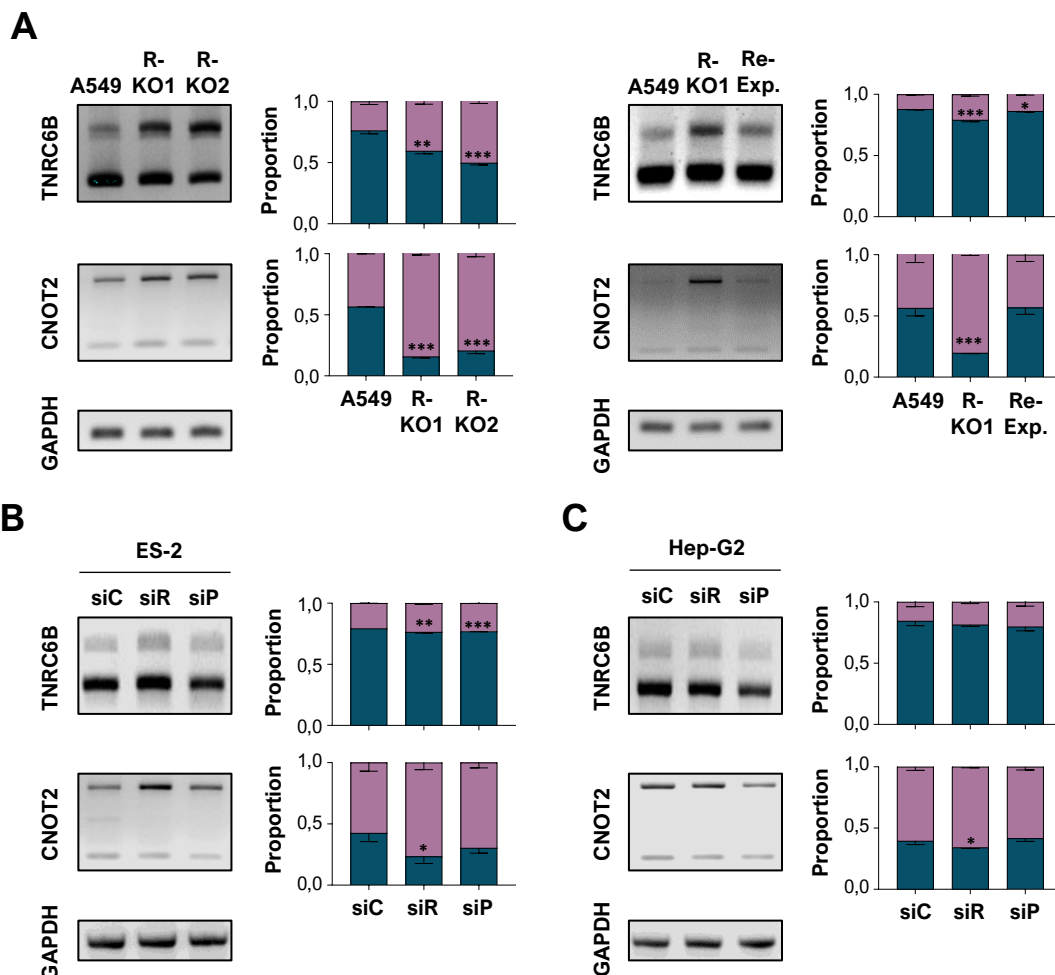 A
A549
R-
KO1
R-
KO2
TNRC6B
Proportion
1,0
0,5
0,0
**
***
CNOT2
Proportion
1,0
0,5
0,0
***
***
A549
R-
KO1
R-
KO2
GAPDH
A549
R-
KO1
Re-
Exp.
TNRC6B
Proportion
1,0
0,5
0,0
***
*
CNOT2
Proportion
1,0
0,5
0,0
***
A549
R-
KO1
Re-
Exp.
GAPDH
B
ES-2
siC siR siP
TNRC6B
Proportion
1,0
0,5
0,0
**
***
CNOT2
Proportion
1,0
0,5
0,0
*
siC siR siP
GAPDH
C
Hep-G2
siC siR siP
TNRC6B
Proportion
1,0
0,5
0,0
CNOT2
Proportion
1,0
0,5
0,0
*
siC siR siP
GAPDH